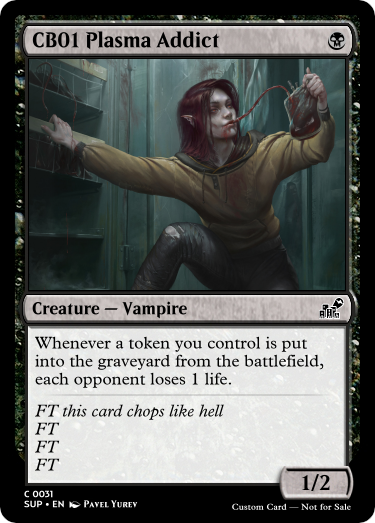 CB01 Plasma Addict
Creature — Vampire
Whenever a token you control is put
into the graveyard from the battlefield,
each opponent loses 1 life.
FT this card chops like hell
FT
FT
FT
1/2
C 0031
SUP • EN Pavel Yurev
Custom Card — Not for Sale